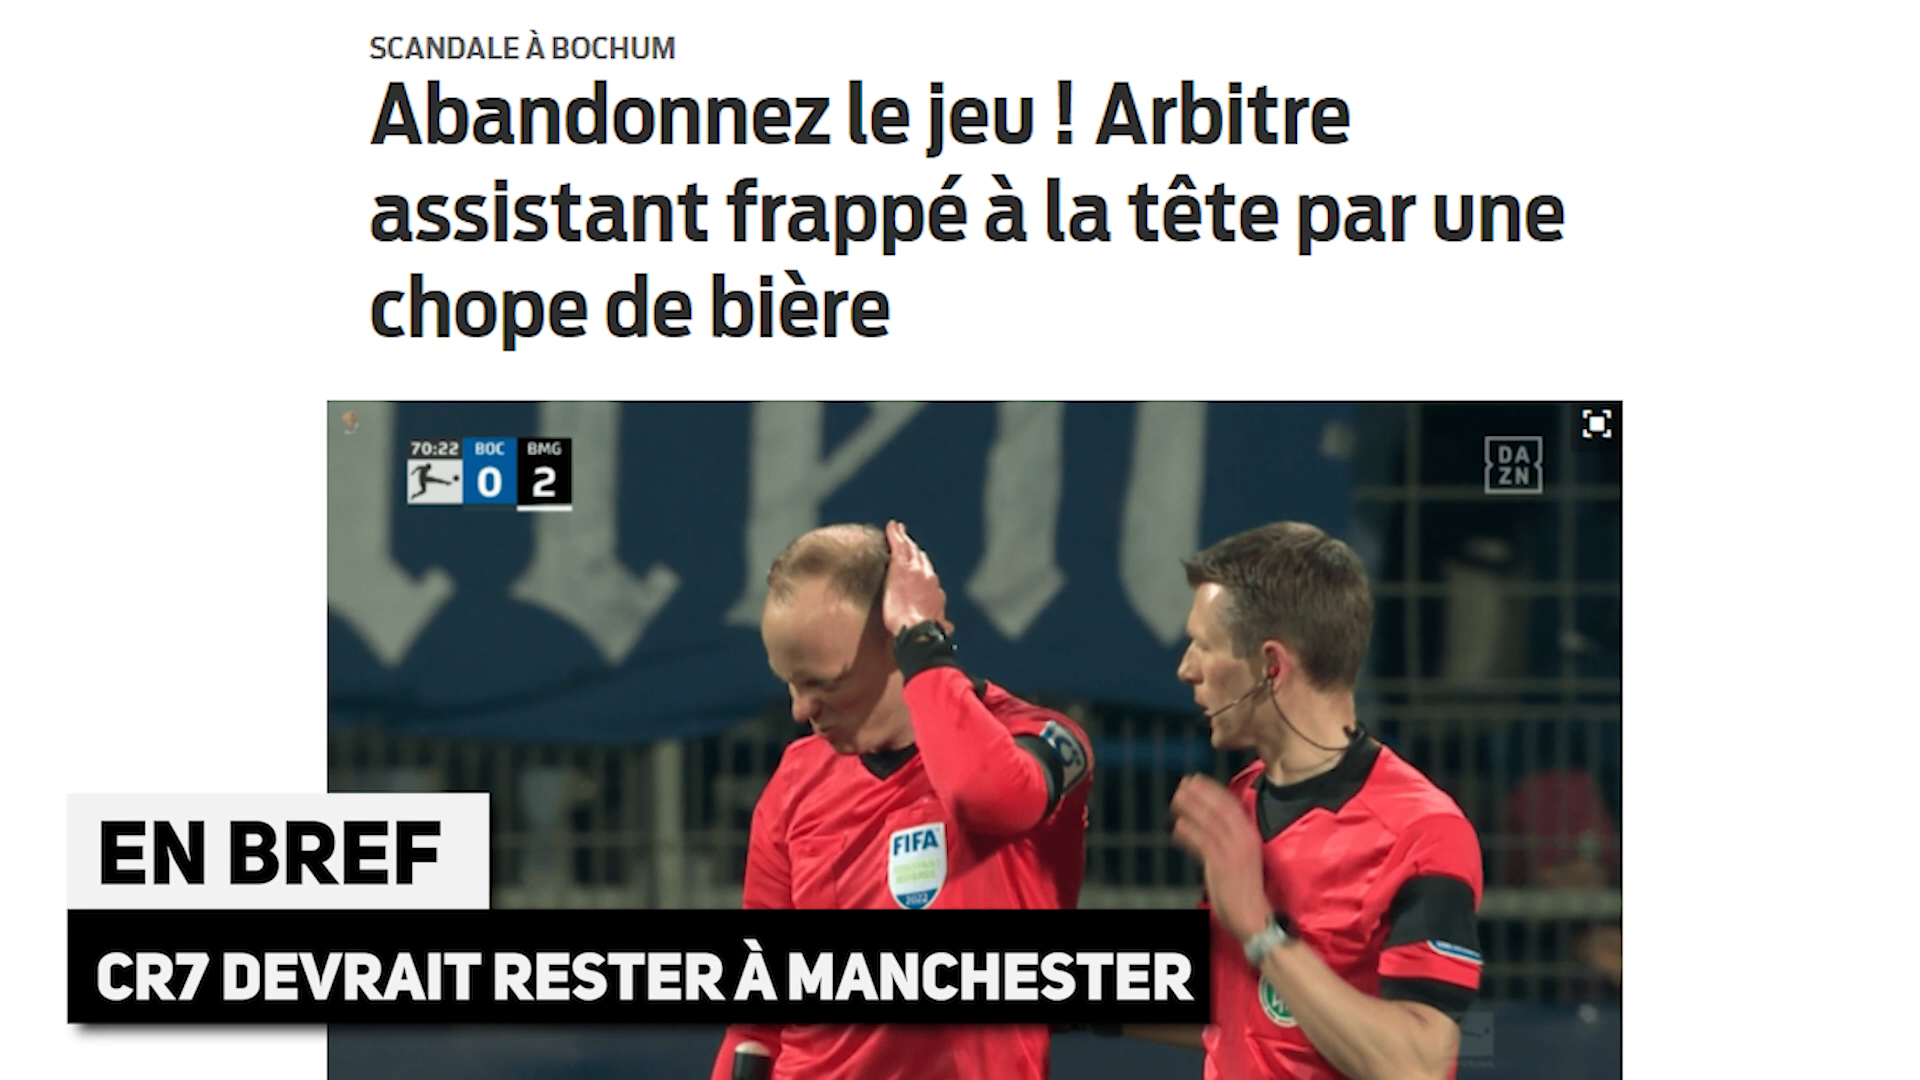 SCANDALE À BOCHUM
Abandonnez le jeu ! Arbitre
assistant frappé à la tête par une
chope de bière
70:22 BOC BMG
0 2
DA
ZN
FIFA
2022
EN BREF
CR7 DEVRAIT RESTER À MANCHESTER